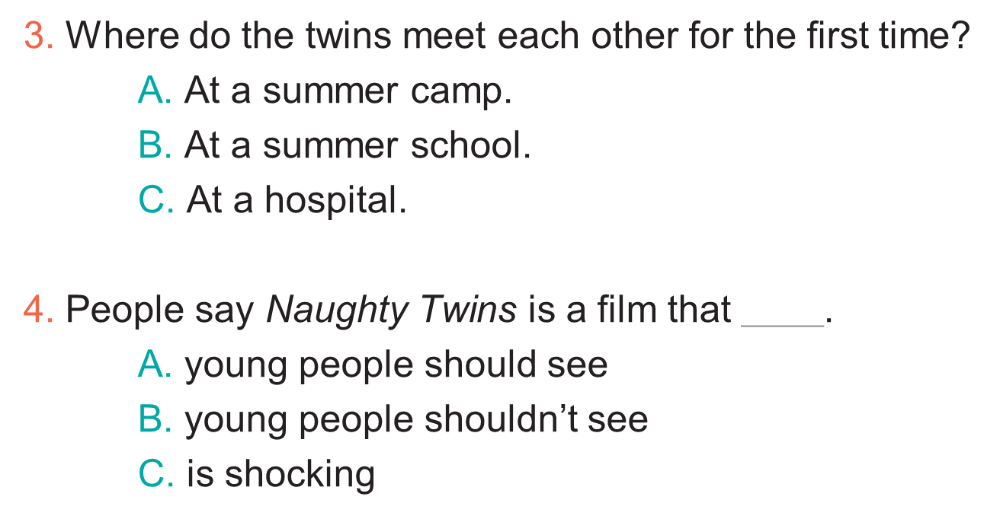 3. Where do the twins meet each other for the first time?
A. At a summer camp.
B. At a summer school.
C. At a hospital.
4. People say Naughty Twins is a film that _____.
A. young people should see
B. young people shouldn’t see
C. is shocking